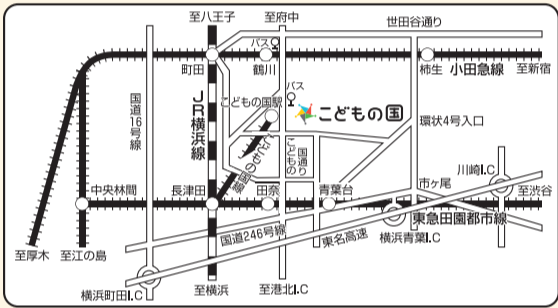 至八王子
至府中
世田谷通り
バス
町田
鶴川
柿生
小田急線
至新宿
国道16号線
JR横浜線
こどもの国駅
バス
こどもの国
環状4号入口
こどもの国線
こどもの国通り
川崎I.C
中央林間
長津田
田奈
青葉台
市ヶ尾
至渋谷
東急田園都市線
国道246号線
東名高速
横浜青葉I.C
至厚木
至江の島
横浜町田I.C
至横浜
至港北I.C